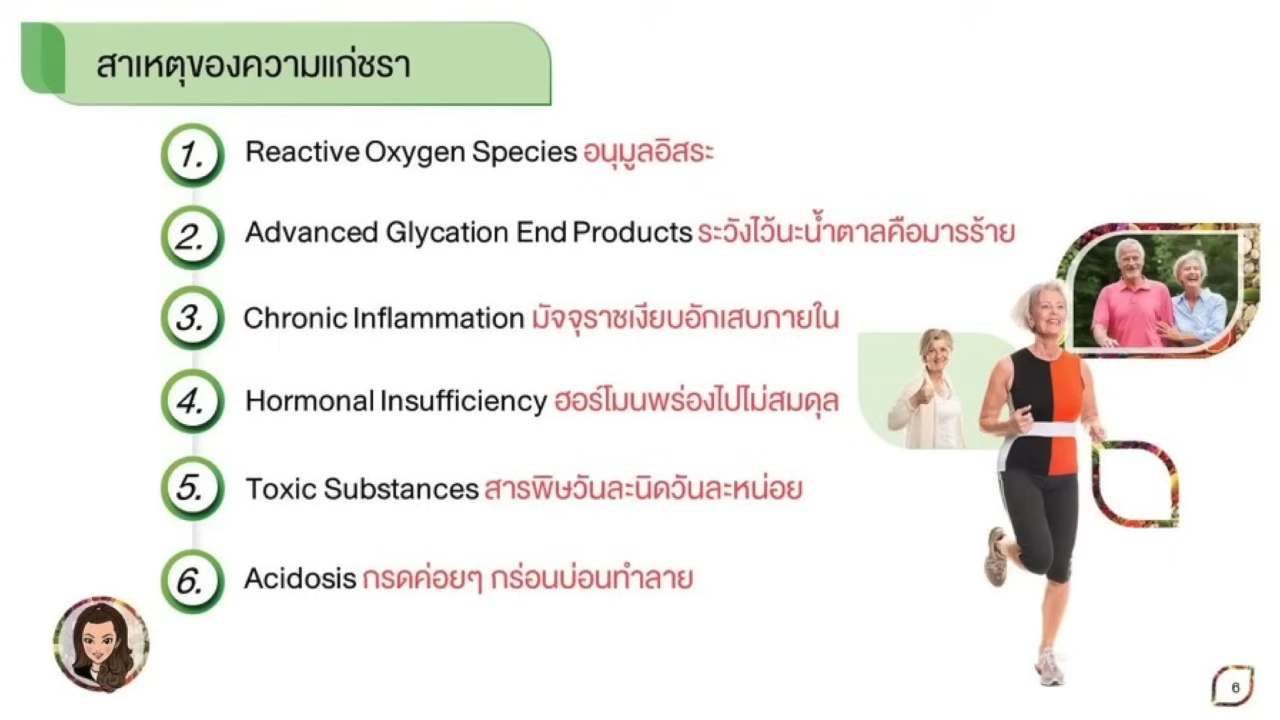 สาเหตุของความแก่ชรา
1. Reactive Oxygen Species อนุมูลอิสระ
2. Advanced Glycation End Products ระวังไว้นะน้ำตาลคือมารร้าย
3. Chronic Inflammation มัจจุราชเงียบอักเสบภายใน
4. Hormonal Insufficiency ฮอร์โมนพร่องไปไม่สมดุล
5. Toxic Substances สารพิษวันละนิดวันละหน่อย
6. Acidosis กรดค่อยๆ กร่อนบ่อนทำลาย
6